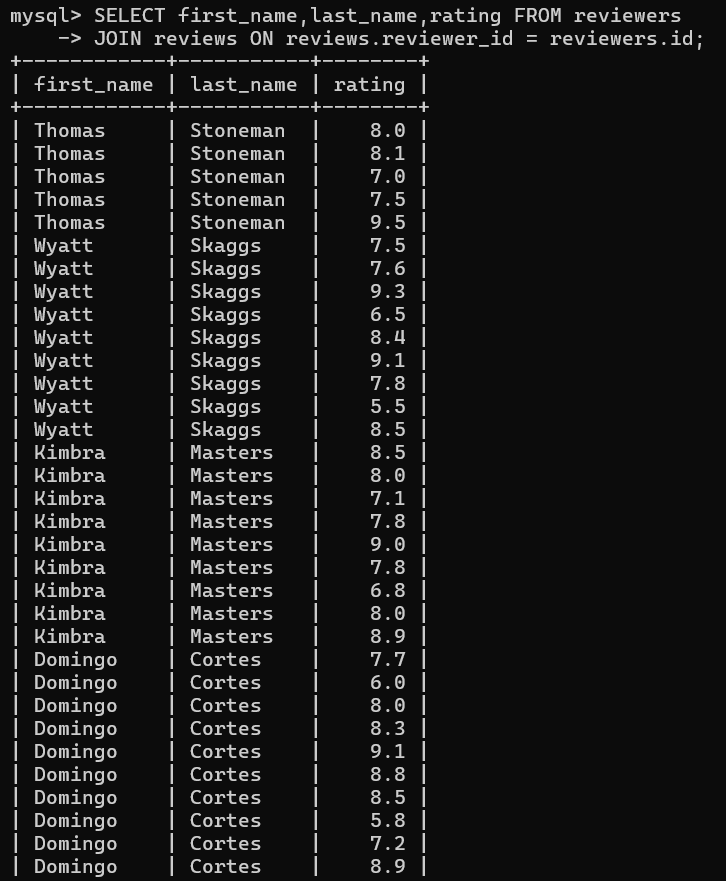 mysql> SELECT first_name,last_name,rating FROM reviewers
    -> JOIN reviews ON reviews.reviewer_id = reviewers.id;
+------------+-----------+--------+
| first_name | last_name | rating |
+------------+-----------+--------+
| Thomas     | Stoneman  |    8.0 |
| Thomas     | Stoneman  |    8.1 |
| Thomas     | Stoneman  |    7.0 |
| Thomas     | Stoneman  |    7.5 |
| Thomas     | Stoneman  |    9.5 |
| Wyatt      | Skaggs    |    7.5 |
| Wyatt      | Skaggs    |    7.6 |
| Wyatt      | Skaggs    |    9.3 |
| Wyatt      | Skaggs    |    6.5 |
| Wyatt      | Skaggs    |    8.4 |
| Wyatt      | Skaggs    |    9.1 |
| Wyatt      | Skaggs    |    7.8 |
| Wyatt      | Skaggs    |    5.5 |
| Wyatt      | Skaggs    |    8.5 |
| Kimbra     | Masters   |    8.5 |
| Kimbra     | Masters   |    8.0 |
| Kimbra     | Masters   |    7.1 |
| Kimbra     | Masters   |    7.8 |
| Kimbra     | Masters   |    9.0 |
| Kimbra     | Masters   |    7.8 |
| Kimbra     | Masters   |    6.8 |
| Kimbra     | Masters   |    8.0 |
| Kimbra     | Masters   |    8.9 |
| Domingo    | Cortes    |    7.7 |
| Domingo    | Cortes    |    6.0 |
| Domingo    | Cortes    |    8.0 |
| Domingo    | Cortes    |    8.3 |
| Domingo    | Cortes    |    9.1 |
| Domingo    | Cortes    |    8.8 |
| Domingo    | Cortes    |    8.5 |
| Domingo    | Cortes    |    5.8 |
| Domingo    | Cortes    |    7.2 |
| Domingo    | Cortes    |    8.9 |